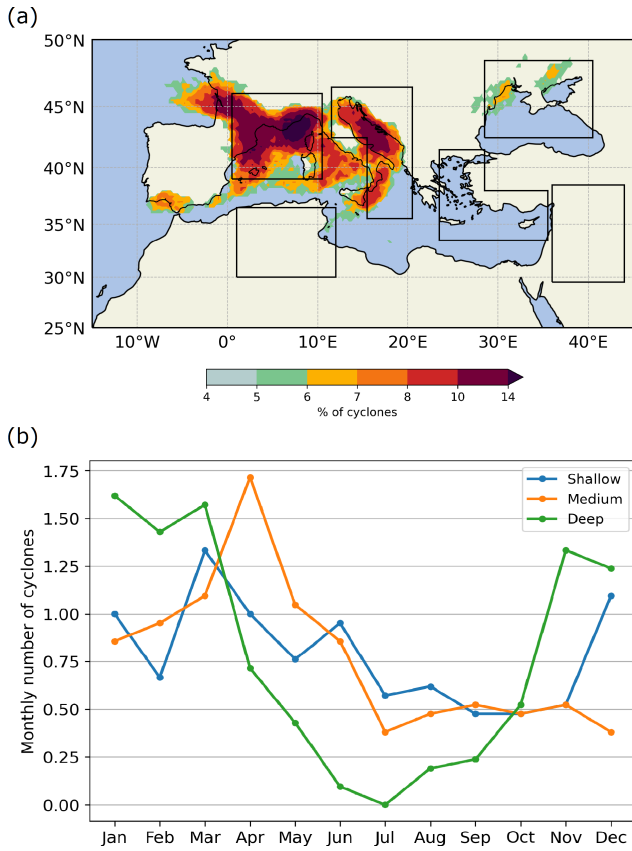 (a)
50°N
45°N
40°N
35°N
30°N
25°N
10°W 0° 10°E 20°E 30°E 40°E
4 5 6 7 8 10 14
% of cyclones
(b)
Monthly number of cyclones
1.75
1.50
1.25
1.00
0.75
0.50
0.25
0.00
Shallow
Medium
Deep
Jan Feb Mar Apr May Jun Jul Aug Sep Oct Nov Dec